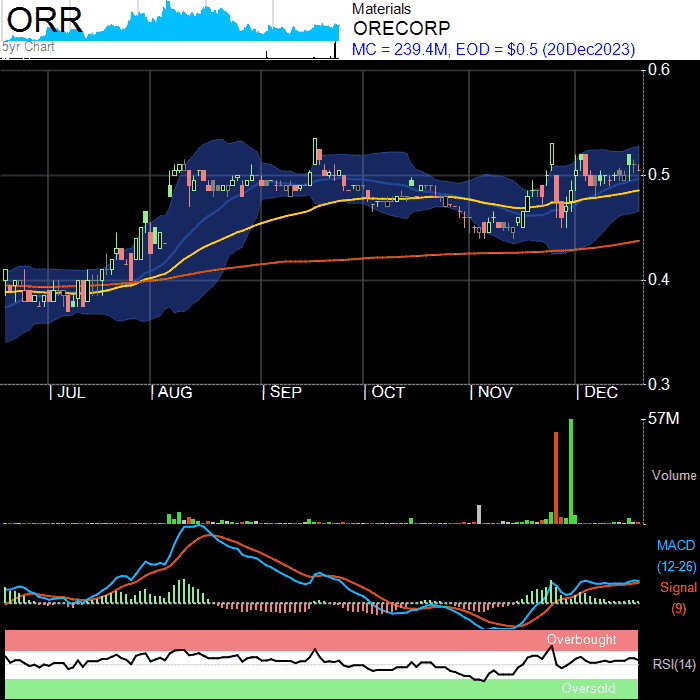 ORR
5yr Chart
Materials
ORECORP
MC = 239.4M, EOD = $0.5 (20Dec2023)
0.6
0.5
0.4
0.3
| JUL | AUG | SEP | OCT | NOV | DEC
57M
Volume
MACD
(12-26)
Signal
(9)
Overbought
RSI(14)
Oversold